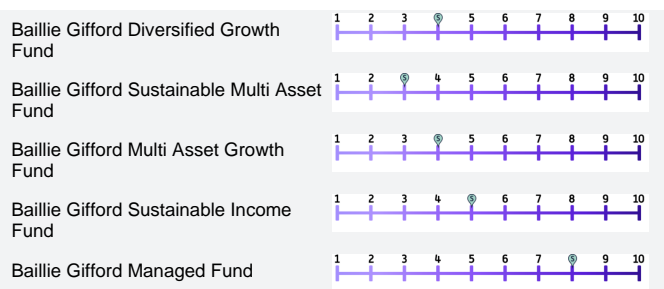 Baillie Gifford Diversified Growth
Fund
1 2 3 5 6 7 8 9 10
Baillie Gifford Sustainable Multi Asset
Fund
1 2 4 5 6 7 8 9 10
Baillie Gifford Multi Asset Growth
Fund
1 2 3 5 6 7 8 9 10
Baillie Gifford Sustainable Income
Fund
1 2 3 4 6 7 8 9 10
Baillie Gifford Managed Fund
1 2 3 4 5 6 7 9 10